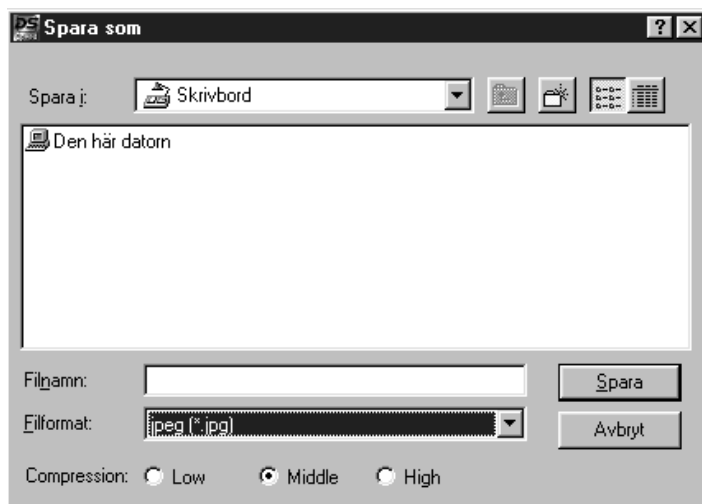 Spara som
Spara i: Skrivbord
Den här datorn
Filnamn:
Spara
Filformat: jpeg (*.jpg)
Avbryt
Compression: Low Middle High